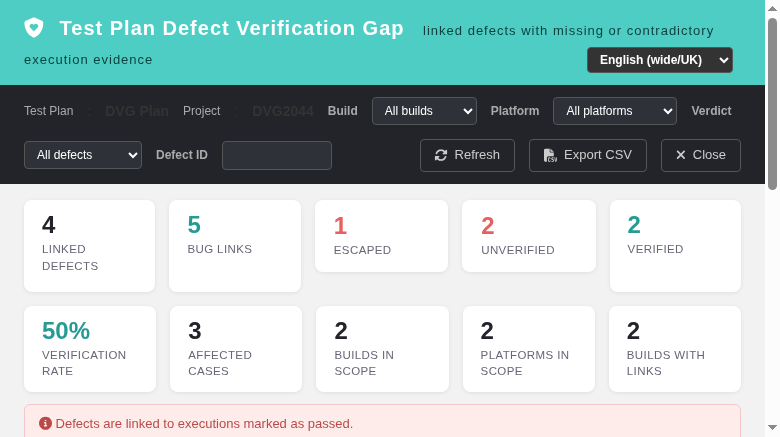 Test Plan Defect Verification Gap linked defects with missing or contradictory
execution evidence
English (wide/UK)
Test Plan : DVG Plan Project : DVG2044 Build All builds Platform All platforms Verdict
All defects Defect ID Refresh Export CSV Close
4 5 1 2 2
LINKED DEFECTS BUG LINKS ESCAPED UNVERIFIED VERIFIED
50% 3 2 2 2
VERIFICATION RATE AFFECTED CASES BUILDS IN SCOPE PLATFORMS IN SCOPE BUILDS WITH LINKS
Defects are linked to executions marked as passed.